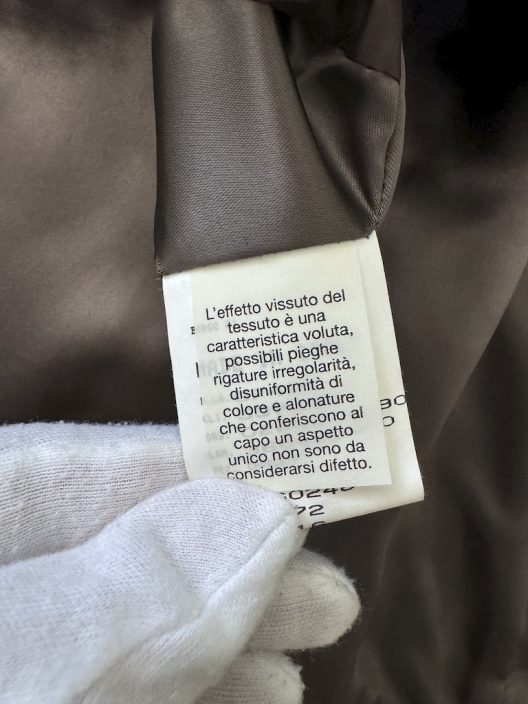 L'effetto vissuto del
tessuto è una
caratteristica voluta,
possibili pieghe
rigature irregolarità,
disuniformità di
colore e alonature
che conferiscono al
capo un aspetto
unico non sono da
considerarsi difetto.